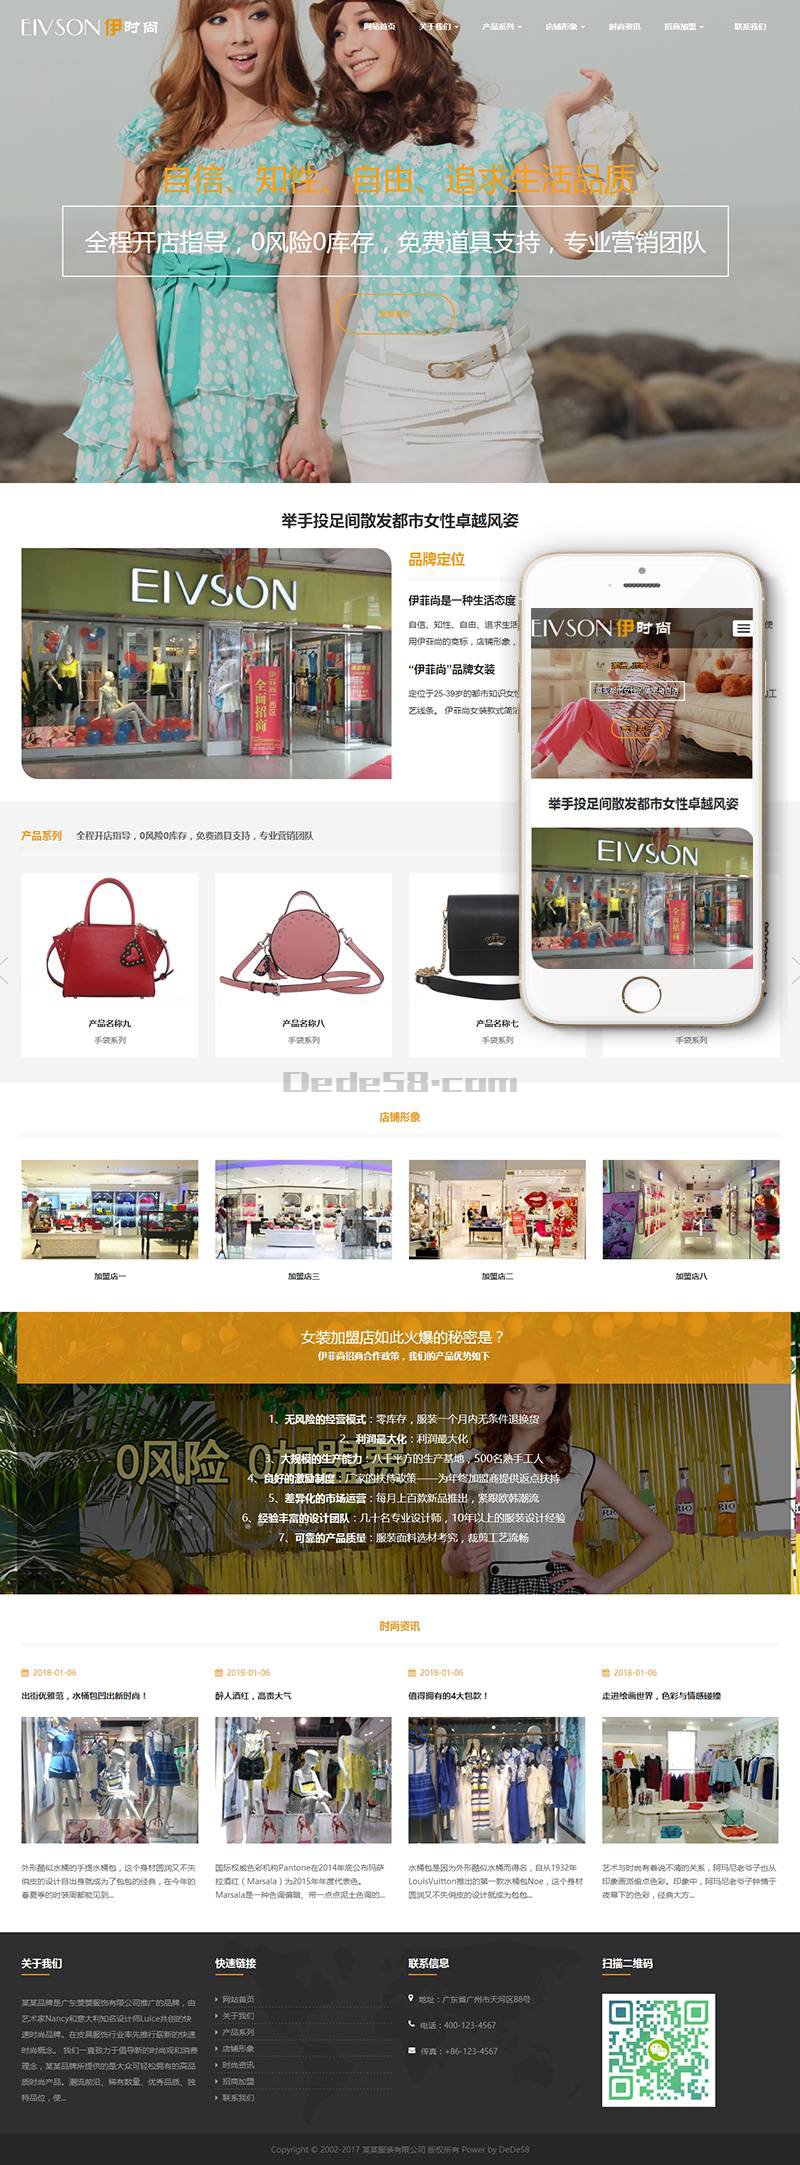 EIVSON伊时尚
网站首页
关于我们
产品系列
店铺形象
时尚资讯
招商加盟
联系我们
自信、知性、自由、追求生活品质
全程开店指导，0风险0库存，免费道具支持，专业营销团队
举手投足间散发都市女性卓越风姿
EIVSON
伊菲尚广西区
全面招商
品牌定位
伊菲尚是一种生活态度
自信、知性、自由、追求生活
用伊菲尚的商标，店铺形象，
“伊菲尚”品牌女装
定位于25-39岁的都市知识女性
艺线条。 伊菲尚女装款式简洁
EIVSON伊时尚
举手投足间散发都市女性卓越风姿
EIVSON
全面招商
产品系列 全程开店指导，0风险0库存，免费道具支持，专业营销团队
产品名称九
手袋系列
产品名称八
手袋系列
产品名称七
手袋系列
手袋系列
Dede58.com
店铺形象
加盟店一
加盟店三
加盟店二
加盟店八
女装加盟店如此火爆的秘密是？
伊菲尚招商合作政策，我们的产品优势如下
0风险 0加盟费
1、无风险的经营模式：零库存，服装一个月内无条件退换货
2、利润最大化：利润最大化
3、大规模的生产能力：八千平方的生产基地，500名熟手工人
4、良好的激励制度：厂家的扶持政策——为年终加盟商提供返点扶持
5、差异化的市场运营：每月上百款新品推出，紧跟欧韩潮流
6、经验丰富的设计团队：几十名专业设计师，10年以上的服装设计经验
7、可靠的产品质量：服装面料选材考究，裁剪工艺流畅
RIO
RIO
时尚资讯
2018-01-06
出街优雅范，水桶包凹出新时尚！
外形酷似水桶的手提水桶包，这个身材圆润又不失
俏皮的设计自出身就成为了包包的经典，在今年的
春夏季的时装周都能见到...
2018-01-06
醉人酒红，高贵大气
国际权威色彩机构Pantone在2014年底公布玛萨
拉酒红（Marsala）为2015年年度代表色。
Marsala是一种色调偏暗、带一点点泥土色调的...
2018-01-06
值得拥有的4大包款！
水桶包是因为外形酷似水桶而得名，自从1932年
LouisVuitton推出的第一款水桶包Noe，这个身材
圆润又不失俏皮的设计就成为包包...
2018-01-06
走进绘画世界，色彩与情感碰撞
艺术与时尚有着说不清的关系，阿玛尼老爷子也从
印象画派偷点色彩。印象中，阿玛尼老爷子钟情于
夜幕下的色彩，经典大方...
关于我们
某某品牌是广东赞赞服饰有限公司推广的品牌，由
艺术家Nancy和意大利知名设计师Luice共创的快
速时尚品牌。在皮具服饰行业率先推行崭新的快速
时尚概念。 我们一直致力于倡导新的时尚观和消费
理念，某某品牌所提供的是大众可轻松拥有的高品
质时尚产品。潮流前沿、稀有数量、优秀品质、独
特品位，使...
快速链接
网站首页
关于我们
产品系列
店铺形象
时尚资讯
招商加盟
联系我们
联系信息
地址：广东省广州市天河区88号
电话：400-123-4567
传真：+86-123-4567
扫描二维码
Copyright © 2002-2017 某某服装有限公司 版权所有 Power by DeDe58